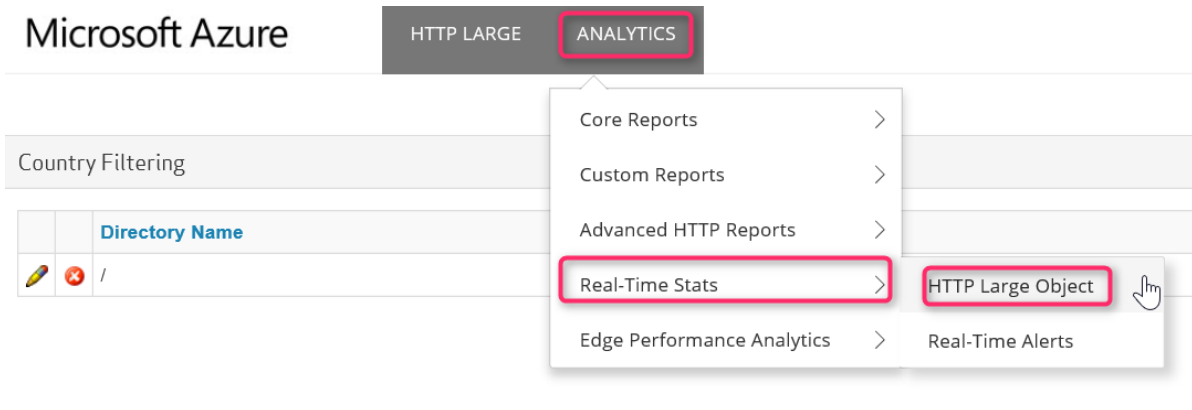 Microsoft Azure
HTTP LARGE
ANALYTICS
Core Reports
Country Filtering
Custom Reports
Directory Name
Advanced HTTP Reports
/
Real-Time Stats
HTTP Large Object
Edge Performance Analytics
Real-Time Alerts